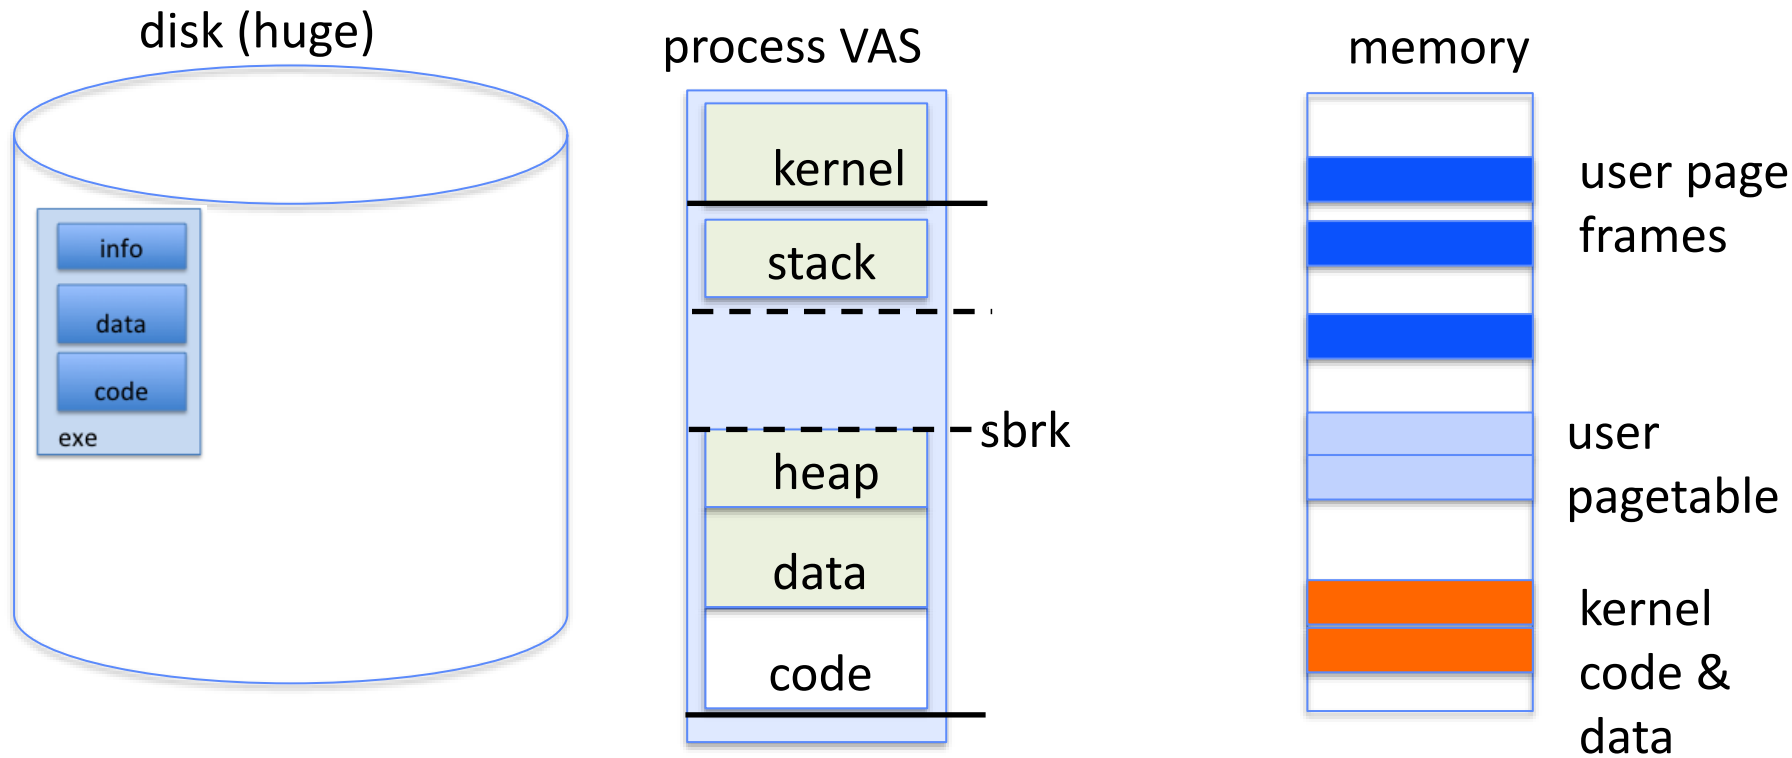 disk (huge)
info
data
code
exe
process VAS
kernel
stack
sbrk
heap
data
code
memory
user page
frames
user
pagetable
kernel
code &
data